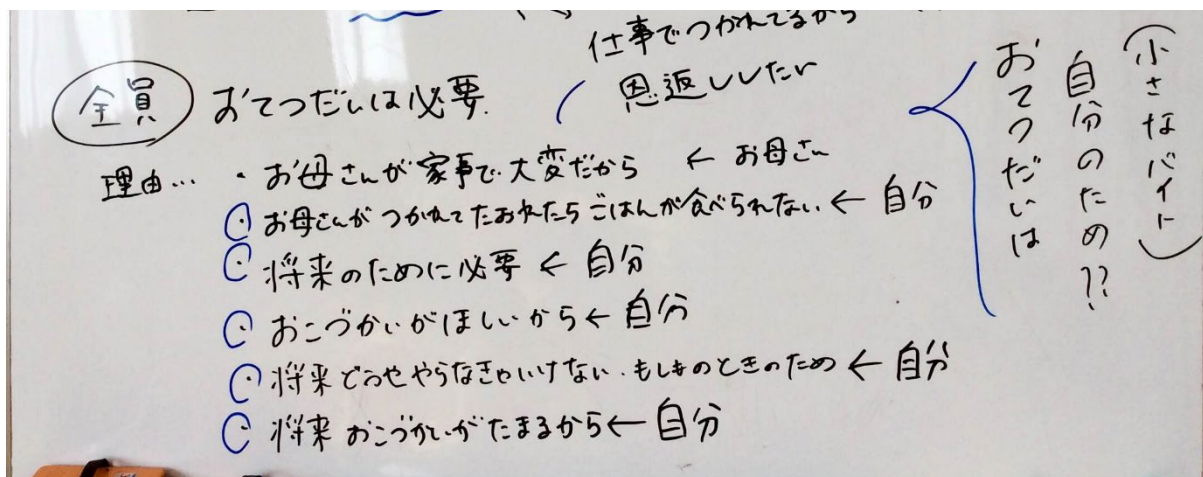 仕事でつかれてるから
恩返ししたい
全員 おてつだいは必要.
理由… ・お母さんが家事で大変だから ← お母さん
・お母さんがつかれてたおれたらごはんが食べられない ← 自分
・将来のために必要 ← 自分
・おこづかいがほしいから ← 自分
・将来どうせやらなきゃいけない.もしものときのため ← 自分
・将来おこづかいがたまるから ← 自分
(小さなバイト)
自分のため??
おてつだいは